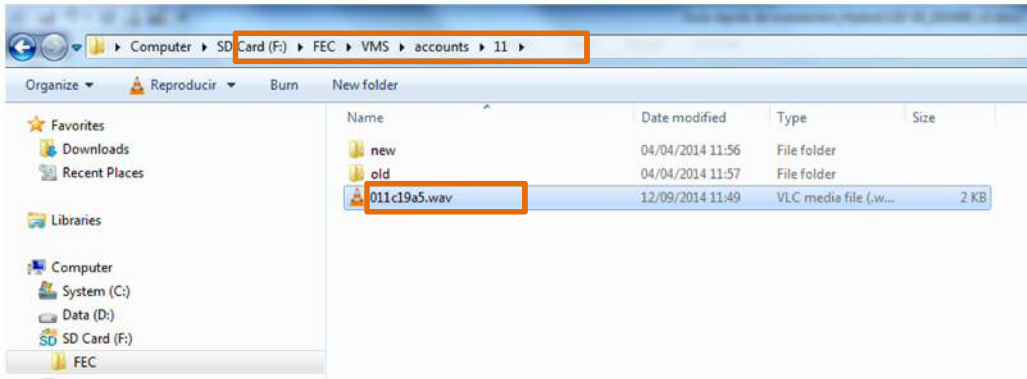 Computer ▸ SD Card (F:) ▸ FEC ▸ VMS ▸ accounts ▸ 11 ▸
Organize Reproducir Burn New folder
Name Date modified Type Size
Favorites
Downloads
Recent Places
Libraries
Computer
System (C:)
Data (D:)
SD Card (F:)
FEC
new 04/04/2014 11:56 File folder
old 04/04/2014 11:57 File folder
011c19a5.wav 12/09/2014 11:49 VLC media file (.w... 2 KB